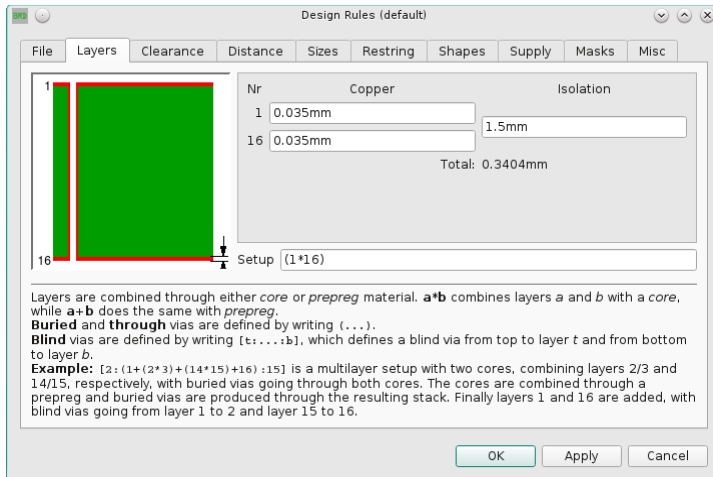 BRD
Design Rules (default)
File Layers Clearance Distance Sizes Restring Shapes Supply Masks Misc
1
16
Nr Copper Isolation
1 0.035mm
1.5mm
16 0.035mm
Total: 0.3404mm
Setup (1*16)
Layers are combined through either core or prepreg material. a*b combines layers a and b with a core,
while a+b does the same with prepreg.
Buried and through vias are defined by writing (...).
Blind vias are defined by writing [t:...:b], which defines a blind via from top to layer t and from bottom
to layer b.
Example: [2:(1+(2*3)+(14*15)+16):15] is a multilayer setup with two cores, combining layers 2/3 and
14/15, respectively, with buried vias going through both cores. The cores are combined through a
prepreg and buried vias are produced through the resulting stack. Finally layers 1 and 16 are added, with
blind vias going from layer 1 to 2 and layer 15 to 16.
OK Apply Cancel